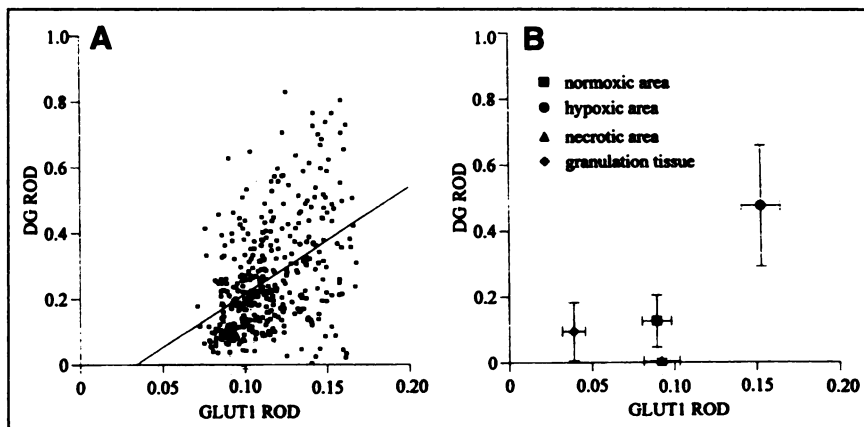 A
1.0
0.8
0.6
0.4
0.2
0
DG ROD
0
0.05
0.10
0.15
0.20
GLUT1 ROD
B
1.0
0.8
0.6
0.4
0.2
0
DG ROD
normoxic area
hypoxic area
necrotic area
granulation tissue
0
0.05
0.10
0.15
0.20
GLUT1 ROD